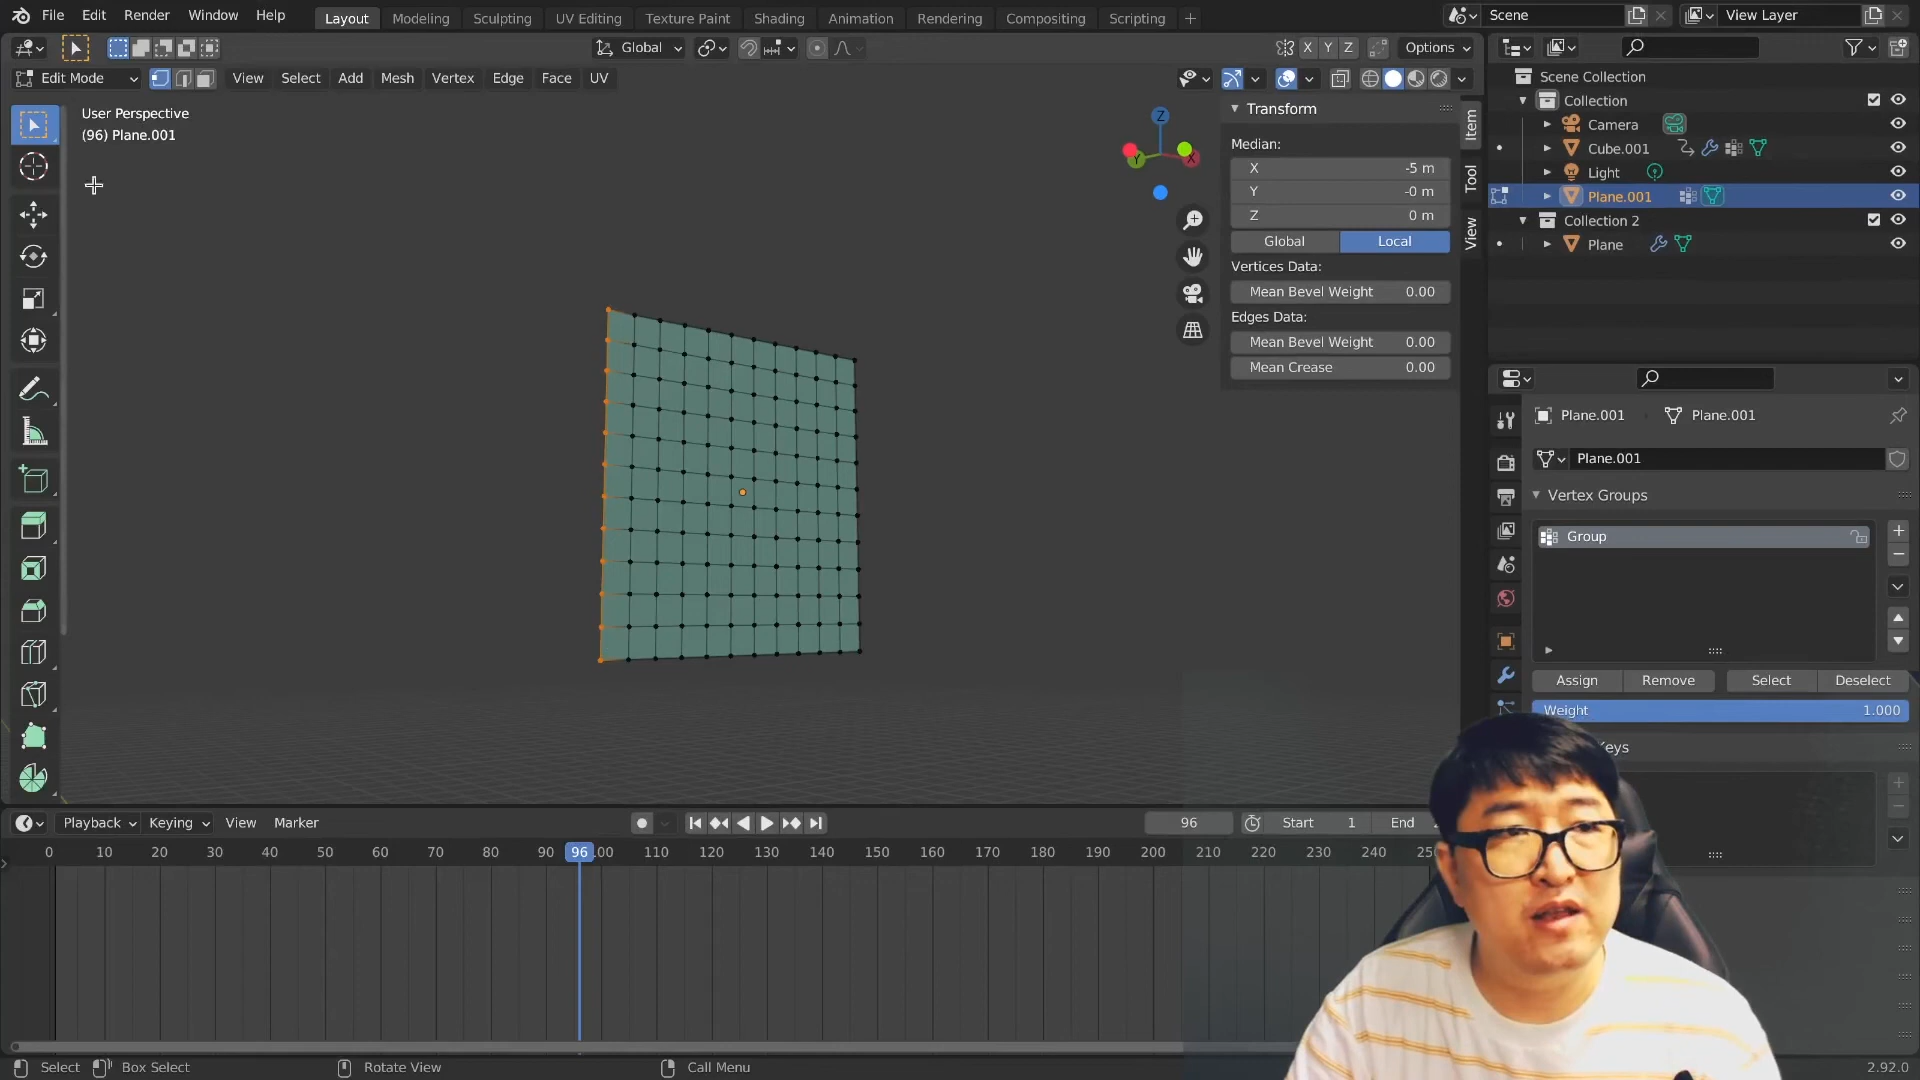 File Edit Render Window Help Layout Modeling Sculpting UV Editing Texture Paint Shading Animation Rendering Compositing Scripting + Scene View Layer
Global X Y Z Options
Edit Mode View Select Add Mesh Vertex Edge Face UV
User Perspective
(96) Plane.001
Z
Y X
Transform
Median:
X -5 m
Y -0 m
Z 0 m
Global Local
Vertices Data:
Mean Bevel Weight 0.00
Edges Data:
Mean Bevel Weight 0.00
Mean Crease 0.00
Item
Tool
View
Scene Collection
Collection
Camera
Cube.001
Light
Plane.001
Collection 2
Plane
Plane.001 Plane.001
Plane.001
Vertex Groups
Group
Assign Remove Select Deselect
Weight 1.000
Keys
Playback Keying View Marker 96 Start 1 End
0 10 20 30 40 50 60 70 80 90 96 110 120 130 140 150 160 170 180 190 200 210 220 230 240
Select Box Select Rotate View Call Menu 2.92.0